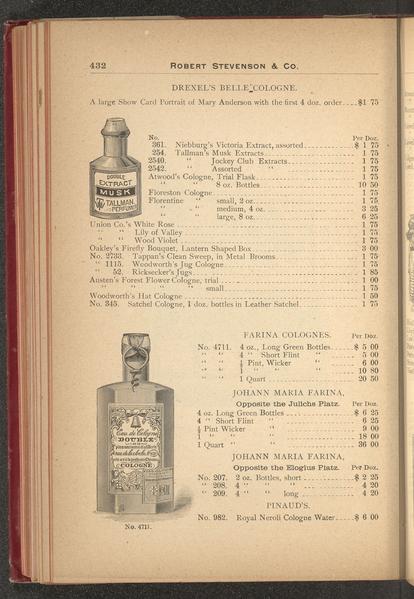 432 ROBERT STEVENSON & CO.
DREXEL'S BELLE COLOGNE.
A large Show Card Portrait of Mary Anderson with the first 4 doz. order....$1 75
No. Per Doz.
361. Niebburg's Victoria Extract, assorted $ 1 75
254. Tallman's Musk Extracts 1 75
2540. " Jockey Club Extracts 1 75
2542. " Assorted " 1 75
Atwood's Cologne, Trial Flask 1 75
" " 8 oz. Bottles 10 50
Floreston Cologne 1 75
Florentine " small, 2 oz. 1 75
" " medium, 4 oz. 3 25
" " large, 8 oz. 6 25
Union Co.'s White Rose 1 75
" " Lily of Valley 1 75
" " Wood Violet 1 75
Oakley's Firefly Bouquet, Lantern Shaped Box 3 00
No. 2733. Tappan's Clean Sweep, in Metal Brooms 1 75
" 1115. Woodworth's Jug Cologne 1 75
" 52. Ricksecker's Jugs 1 85
Austen's Forest Flower Cologne, trial 1 00
" " " " small 1 75
Woodworth's Hat Cologne 1 50
No. 345. Satchel Cologne, 1 doz. bottles in Leather Satchel 1 75
DOUBLE
EXTRACT
MUSK
TALLMAN
PERFUMER
FARINA COLOGNES. Per Doz.
No. 4711. 4 oz., Long Green Bottles $ 5 00
" " 4 " Short Flint " 5 00
" " ½ Pint, Wicker " 6 00
" " 1 " " " 10 80
" " 1 Quart " 20 50
JOHANN MARIA FARINA,
Opposite the Julichs Platz. Per Doz.
4 oz. Long Green Bottles $ 6 25
4 " Short Flint " 6 25
½ Pint Wicker " 9 00
1 " " " 18 00
1 Quart " " 36 00
JOHANN MARIA FARINA,
Opposite the Elogius Platz. Per Doz.
No. 207. 2 oz. Bottles, short $ 2 25
" 208. 4 " " " 4 20
" 209. 4 " " long 4 20
PINAUD'S.
No. 982. Royal Neroli Cologne Water $ 6 00
Eau de Cologne
DOUBLE
COLOGNE
No. 4711.